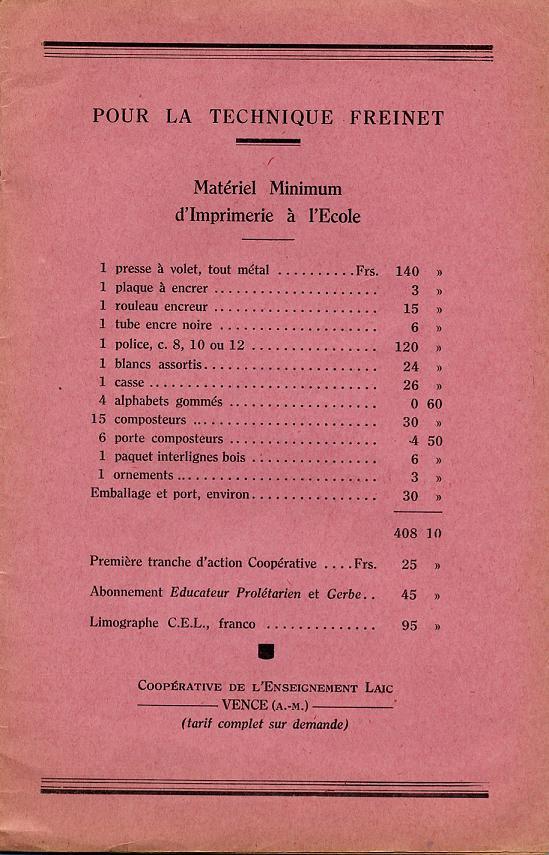 POUR LA TECHNIQUE FREINET
Matériel Minimum
d'Imprimerie à l'Ecole
1 presse à volet, tout métal ..........Frs. 140 »
1 plaque à encrer ...................... 3 »
1 rouleau encreur ...................... 15 »
1 tube encre noire ..................... 6 »
1 police, c. 8, 10 ou 12 ................. 120 »
1 blancs assortis........................ 24 »
1 casse ............................... 26 »
4 alphabets gommés .................... 0 60
15 composteurs ......................... 30 »
6 porte composteurs .................... 4 50
1 paquet interlignes bois ................ 6 »
1 ornements ........................... 3 »
Emballage et port, environ................. 30 »
408 10
Première tranche d'action Coopérative ....Frs. 25 »
Abonnement Educateur Prolétarien et Gerbe.. 45 »
Limographe C.E.L., franco .............. 95 »
COOPÉRATIVE DE L'ENSEIGNEMENT LAIC
VENCE (A.-M.)
(tarif complet sur demande)